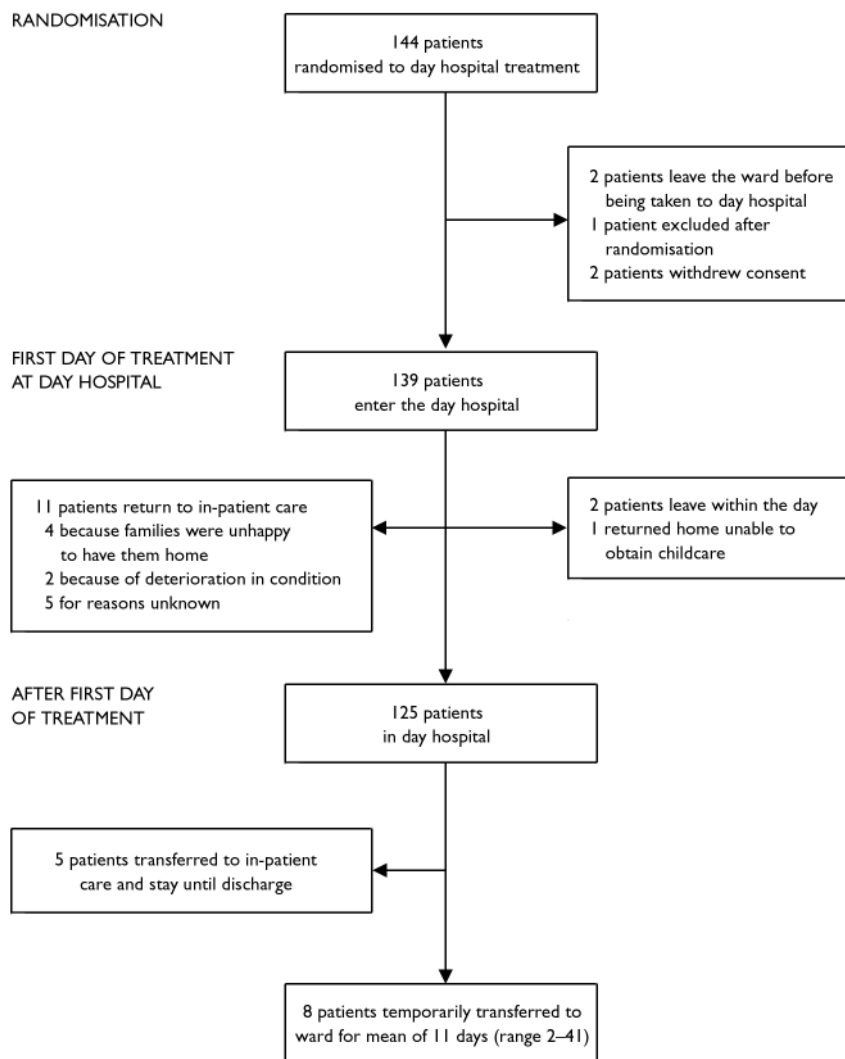 RANDOMISATION
144 patients
randomised to day hospital treatment
2 patients leave the ward before
being taken to day hospital
1 patient excluded after
randomisation
2 patients withdrew consent
FIRST DAY OF TREATMENT
AT DAY HOSPITAL
139 patients
enter the day hospital
11 patients return to in-patient care
4 because families were unhappy
to have them home
2 because of deterioration in condition
5 for reasons unknown
2 patients leave within the day
1 returned home unable to
obtain childcare
AFTER FIRST DAY
OF TREATMENT
125 patients
in day hospital
5 patients transferred to in-patient
care and stay until discharge
8 patients temporarily transferred to
ward for mean of 11 days (range 2–41)